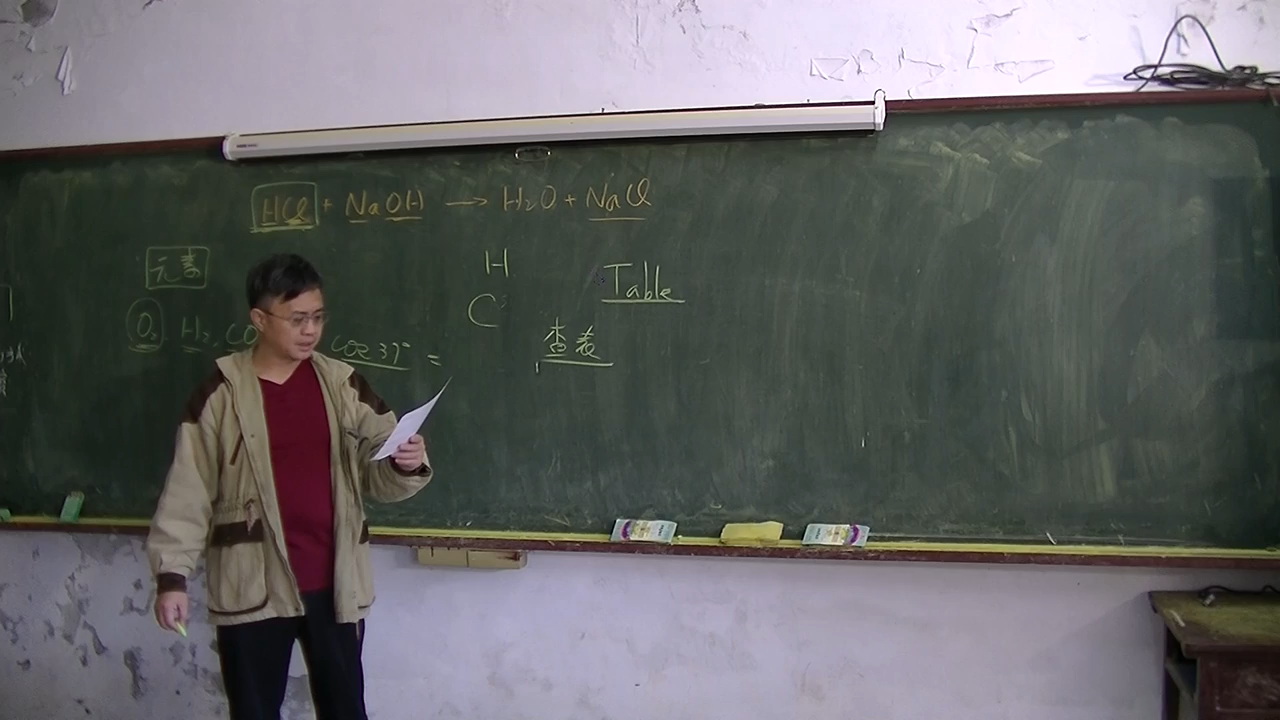 HCl + NaOH → H₂O + NaCl
元素
H
Table
C
O₂, H₂, CO
cos 37° =
查表